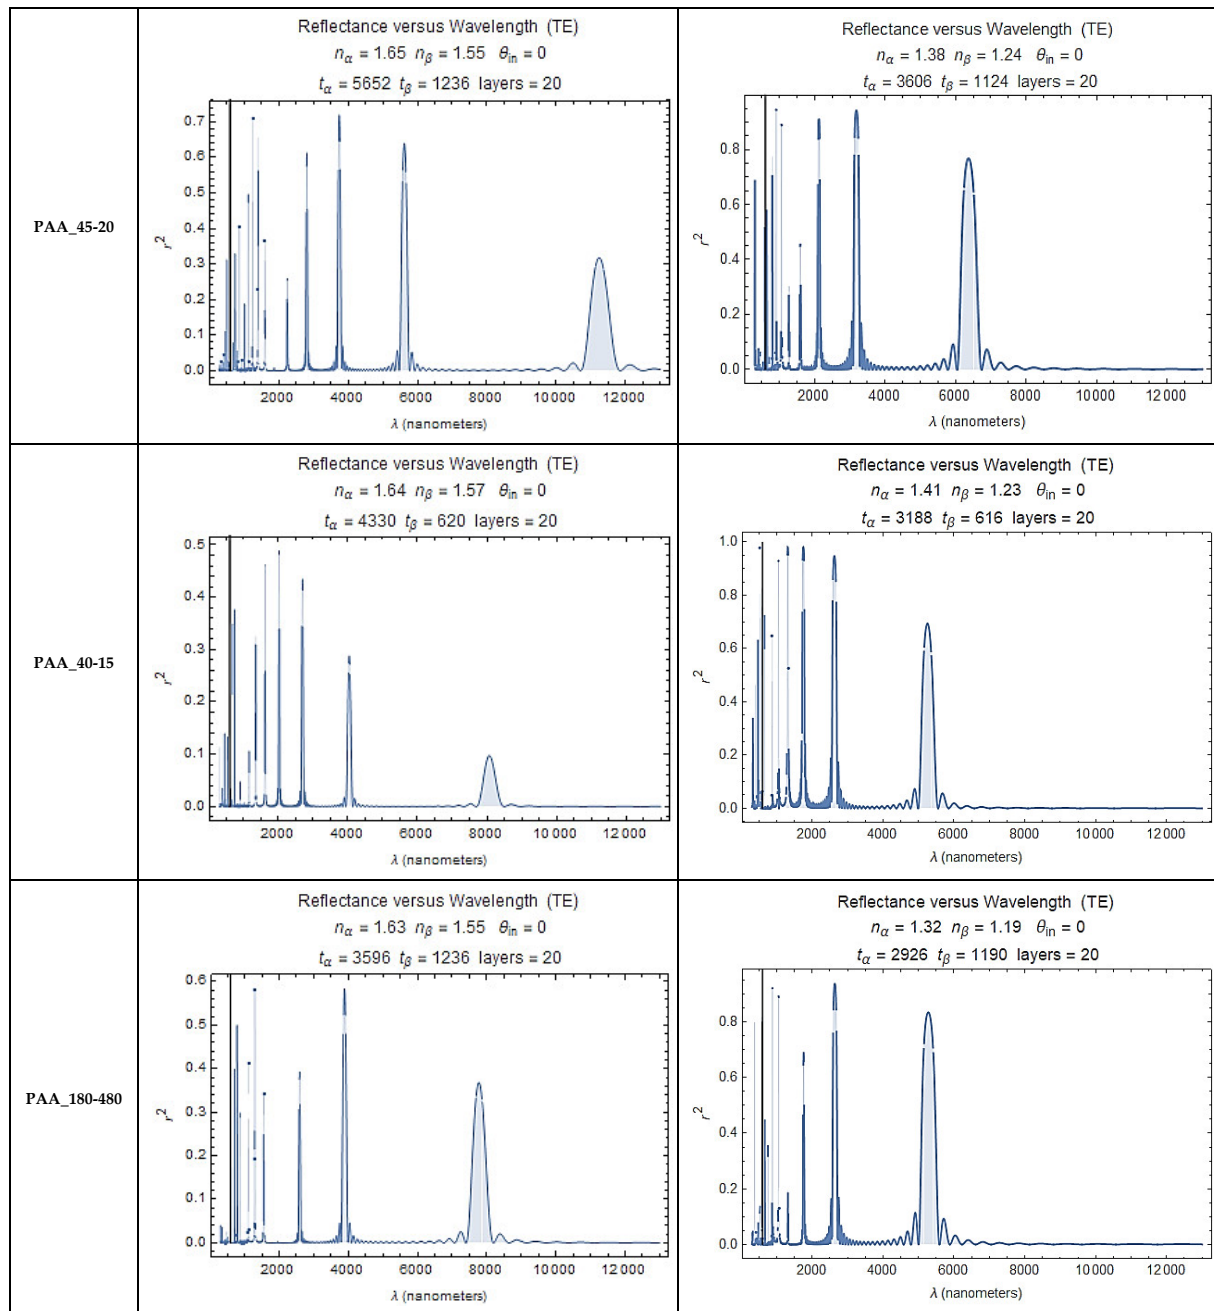 PAA_45-20
Reflectance versus Wavelength (TE)
nα = 1.65 nβ = 1.55 θin = 0
tα = 5652 tβ = 1236 layers = 20
r²
0.7
0.6
0.5
0.4
0.3
0.2
0.1
0.0
2000 4000 6000 8000 10000 12000
λ (nanometers)
Reflectance versus Wavelength (TE)
nα = 1.38 nβ = 1.24 θin = 0
tα = 3606 tβ = 1124 layers = 20
r²
0.8
0.6
0.4
0.2
0.0
2000 4000 6000 8000 10000 12000
λ (nanometers)
PAA_40-15
Reflectance versus Wavelength (TE)
nα = 1.64 nβ = 1.57 θin = 0
tα = 4330 tβ = 620 layers = 20
r²
0.5
0.4
0.3
0.2
0.1
0.0
2000 4000 6000 8000 10000 12000
λ (nanometers)
Reflectance versus Wavelength (TE)
nα = 1.41 nβ = 1.23 θin = 0
tα = 3188 tβ = 616 layers = 20
r²
1.0
0.8
0.6
0.4
0.2
0.0
2000 4000 6000 8000 10000 12000
λ (nanometers)
PAA_180-480
Reflectance versus Wavelength (TE)
nα = 1.63 nβ = 1.55 θin = 0
tα = 3596 tβ = 1236 layers = 20
r²
0.6
0.5
0.4
0.3
0.2
0.1
0.0
2000 4000 6000 8000 10000 12000
λ (nanometers)
Reflectance versus Wavelength (TE)
nα = 1.32 nβ = 1.19 θin = 0
tα = 2926 tβ = 1190 layers = 20
r²
0.8
0.6
0.4
0.2
0.0
2000 4000 6000 8000 10000 12000
λ (nanometers)